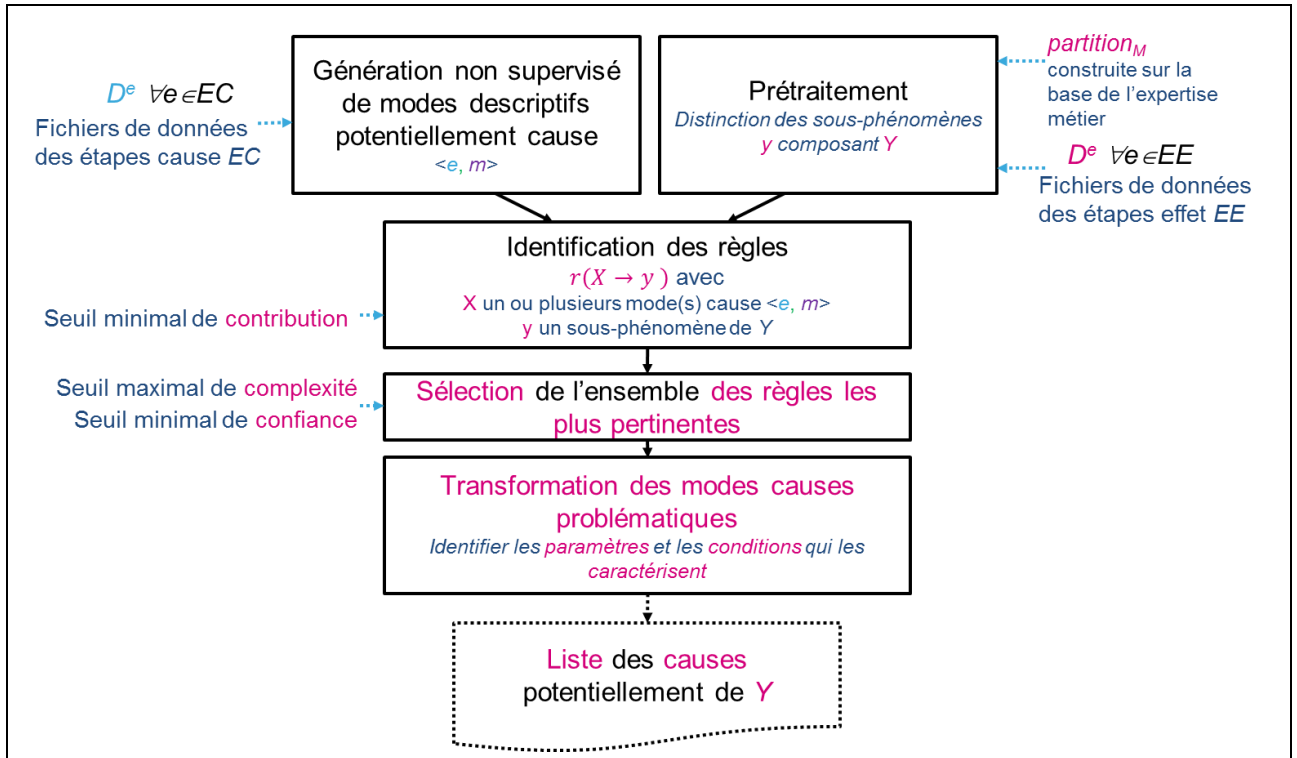 Génération non supervisé
de modes descriptifs
potentiellement cause
<e, m>
Dᵉ ∀e∈EC
Fichiers de données
des étapes cause EC
Prétraitement
Distinction des sous-phénomènes
y composant Y
partition_M
construite sur la
base de l’expertise
métier
Dᵉ ∀e∈EE
Fichiers de données
des étapes effet EE
Identification des règles
r(X → y ) avec
X un ou plusieurs mode(s) cause <e, m>
y un sous-phénomène de Y
Seuil minimal de contribution
Seuil maximal de complexité
Seuil minimal de confiance
Sélection de l’ensemble des règles les
plus pertinentes
Transformation des modes causes
problématiques
Identifier les paramètres et les conditions qui les
caractérisent
Liste des causes
potentiellement de Y